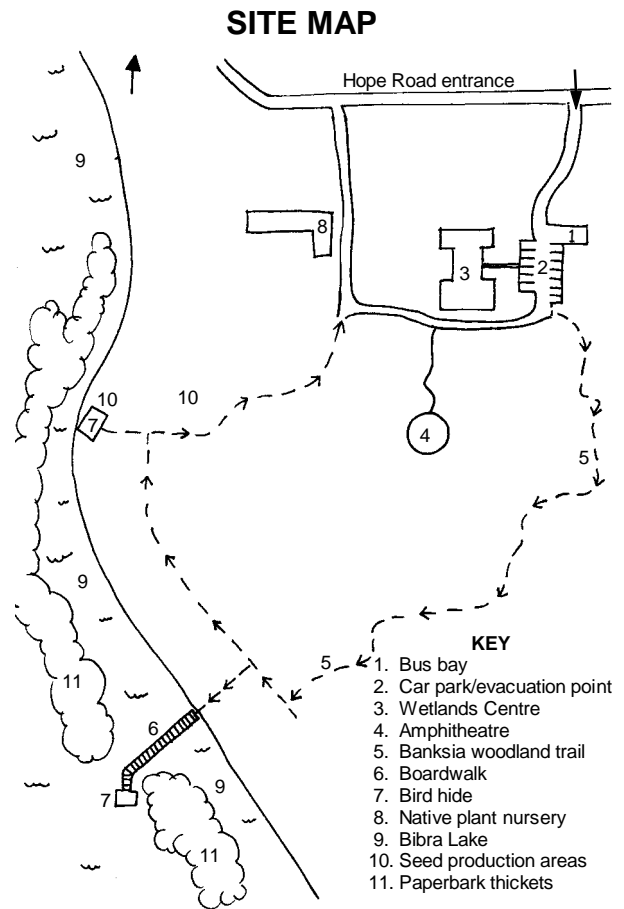 SITE MAP
Hope Road entrance
9
8
1
3
2
10
10
7
4
5
9
5
11
6
7
9
11
KEY
1. Bus bay
2. Car park/evacuation point
3. Wetlands Centre
4. Amphitheatre
5. Banksia woodland trail
6. Boardwalk
7. Bird hide
8. Native plant nursery
9. Bibra Lake
10. Seed production areas
11. Paperbark thickets